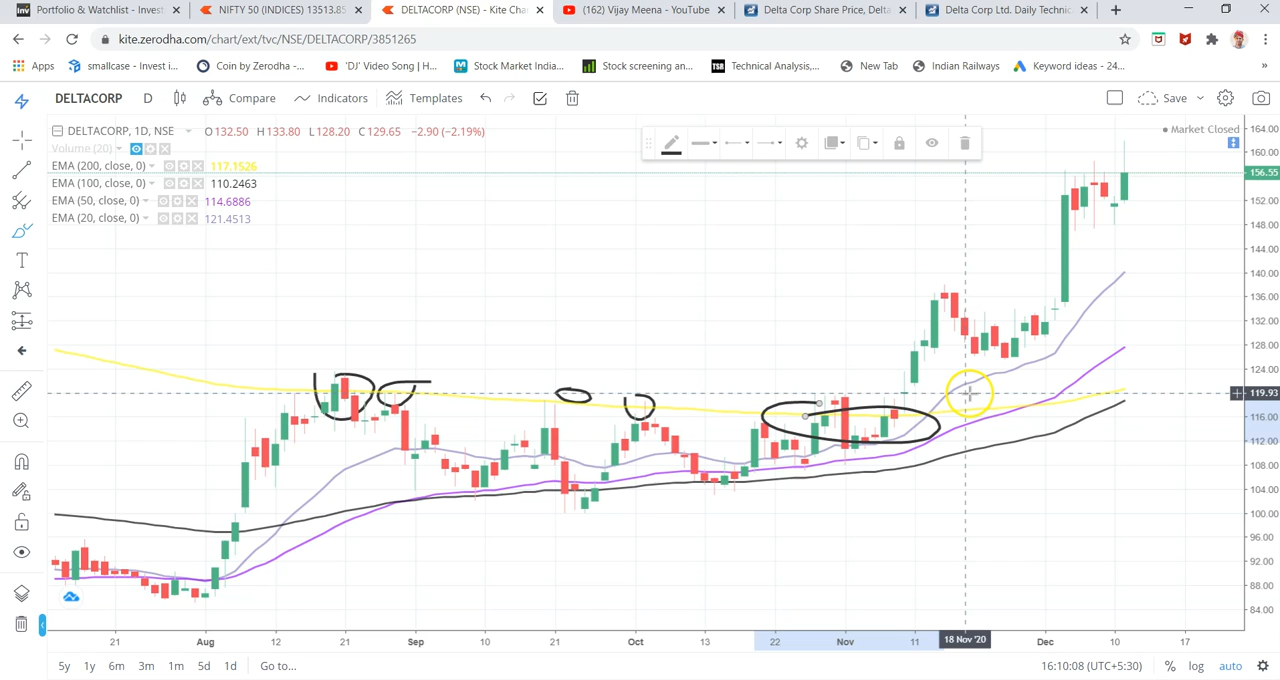 Portfolio & Watchlist - Invest
NIFTY 50 (INDICES) 13513.85
DELTACORP (NSE) - Kite Cha
(162) Vijay Meena - YouTube
Delta Corp Share Price, Delta
Delta Corp Ltd. Daily Technic
kite.zerodha.com/chart/ext/tvc/NSE/DELTACORP/3851265
Apps smallcase - Invest i... Coin by Zerodha -... 'DJ' Video Song | H... Stock Market India... Stock screening an... Technical Analysis,... New Tab Indian Railways Keyword ideas - 24... »
DELTACORP D Compare Indicators Templates Save
DELTACORP, 1D, NSE O132.50 H133.80 L128.20 C129.65 −2.90 (−2.19%)
Market Closed
Volume (20)
EMA (200, close, 0) 117.1526
EMA (100, close, 0) 110.2463
EMA (50, close, 0) 114.6886
EMA (20, close, 0) 121.4513
164.00
160.00
156.55
152.00
148.00
144.00
140.00
136.00
132.00
128.00
124.00
119.93
116.00
112.00
108.00
104.00
100.00
96.00
92.00
88.00
84.00
21 Aug 12 21 Sep 10 21 Oct 13 22 Nov 11 18 Nov '20 Dec 10 17
5y 1y 6m 3m 1m 5d 1d Go to... 16:10:08 (UTC+5:30) % log auto